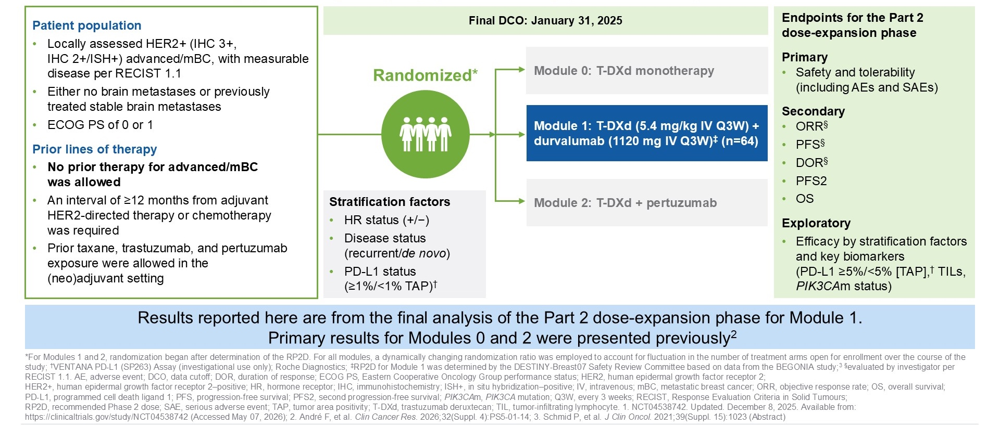 Patient population
• Locally assessed HER2+ (IHC 3+,
IHC 2+/ISH+) advanced/mBC, with measurable
disease per RECIST 1.1
• Either no brain metastases or previously
treated stable brain metastases
• ECOG PS of 0 or 1
Prior lines of therapy
• No prior therapy for advanced/mBC
was allowed
• An interval of ≥12 months from adjuvant
HER2-directed therapy or chemotherapy
was required
• Prior taxane, trastuzumab, and pertuzumab
exposure were allowed in the
(neo)adjuvant setting
Final DCO: January 31, 2025
Randomized*
Stratification factors
• HR status (+/−)
• Disease status
(recurrent/de novo)
• PD-L1 status
(≥1%/<1% TAP)†
Module 0: T-DXd monotherapy
Module 1: T-DXd (5.4 mg/kg IV Q3W) +
durvalumab (1120 mg IV Q3W)‡ (n=64)
Module 2: T-DXd + pertuzumab
Endpoints for the Part 2
dose-expansion phase
Primary
• Safety and tolerability
(including AEs and SAEs)
Secondary
• ORR§
• PFS§
• DOR§
• PFS2
• OS
Exploratory
• Efficacy by stratification factors
and key biomarkers
(PD-L1 ≥5%/<5% [TAP],† TILs,
PIK3CAm status)
Results reported here are from the final analysis of the Part 2 dose-expansion phase for Module 1.
Primary results for Modules 0 and 2 were presented previously2
*For Modules 1 and 2, randomization began after determination of the RP2D. For all modules, a dynamically changing randomization ratio was employed to account for fluctuation in the number of treatment arms open for enrollment over the course of the
study; †VENTANA PD-L1 (SP263) Assay (investigational use only); Roche Diagnostics; ‡RP2D for Module 1 was determined by the DESTINY-Breast07 Safety Review Committee based on data from the BEGONIA study;3 §evaluated by investigator per
RECIST 1.1. AE, adverse event; DCO, data cutoff; DOR, duration of response; ECOG PS, Eastern Cooperative Oncology Group performance status; HER2, human epidermal growth factor receptor 2;
HER2+, human epidermal growth factor receptor 2–positive; HR, hormone receptor; IHC, immunohistochemistry; ISH+, in situ hybridization–positive; IV, intravenous; mBC, metastatic breast cancer; ORR, objective response rate; OS, overall survival;
PD-L1, programmed cell death ligand 1; PFS, progression-free survival; PFS2, second progression-free survival; PIK3CAm, PIK3CA mutation; Q3W, every 3 weeks; RECIST, Response Evaluation Criteria in Solid Tumours;
RP2D, recommended Phase 2 dose; SAE, serious adverse event; TAP, tumor area positivity; T-DXd, trastuzumab deruxtecan; TIL, tumor-infiltrating lymphocyte. 1. NCT04538742. Updated. December 8, 2025. Available from:
https://clinicaltrials.gov/study/NCT04538742 (Accessed May 07, 2026); 2. André F, et al. Clin Cancer Res. 2026;32(Suppl. 4):PS5-01-14; 3. Schmid P, et al. J Clin Oncol. 2021;39(Suppl. 15):1023 (Abstract)